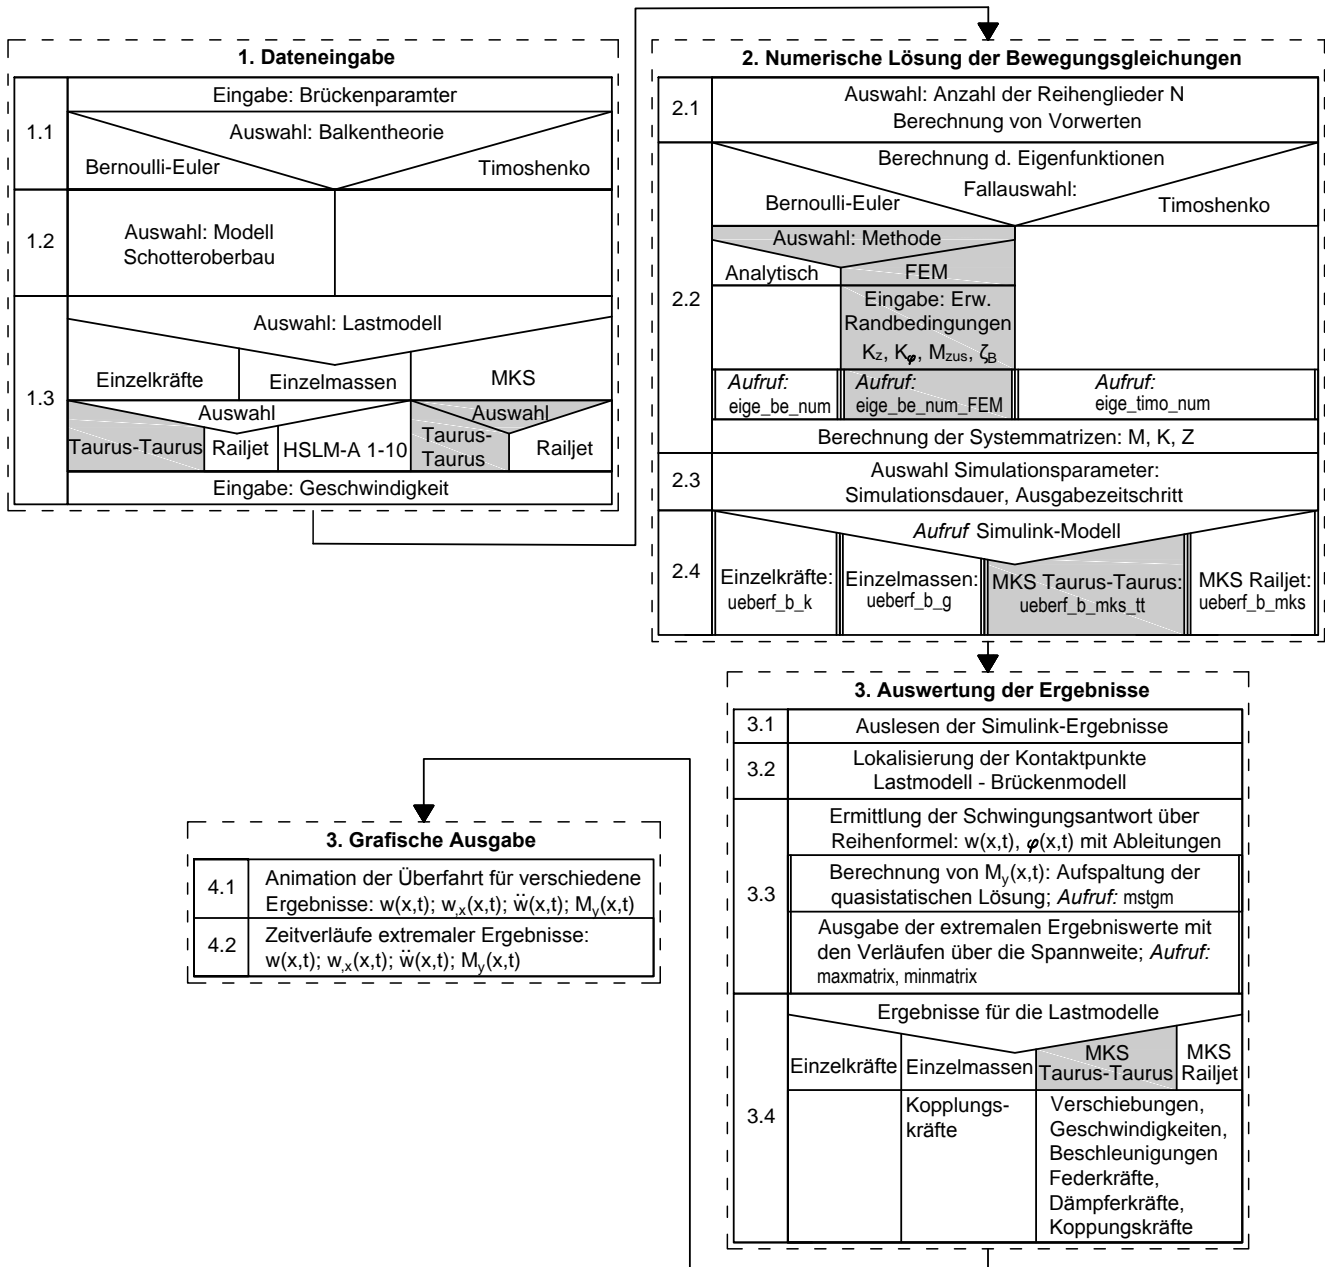 1. Dateneingabe
1.1
Eingabe: Brückenparamter
Auswahl: Balkentheorie
Bernoulli-Euler
Timoshenko
1.2
Auswahl: Modell
Schotteroberbau
1.3
Auswahl: Lastmodell
Einzelkräfte
Einzelmassen
MKS
Auswahl
Auswahl
Taurus-Taurus
Railjet
HSLM-A 1-10
Taurus-
Taurus
Railjet
Eingabe: Geschwindigkeit
2. Numerische Lösung der Bewegungsgleichungen
2.1
Auswahl: Anzahl der Reihenglieder N
Berechnung von Vorwerten
2.2
Berechnung d. Eigenfunktionen
Fallauswahl:
Bernoulli-Euler
Timoshenko
Auswahl: Methode
Analytisch
FEM
Eingabe: Erw.
Randbedingungen
Kz, Kφ, Mzus, ζB
Aufruf:
eige_be_num
Aufruf:
eige_be_num_FEM
Aufruf:
eige_timo_num
Berechnung der Systemmatrizen: M, K, Z
2.3
Auswahl Simulationsparameter:
Simulationsdauer, Ausgabezeitschritt
2.4
Aufruf Simulink-Modell
Einzelkräfte:
ueberf_b_k
Einzelmassen:
ueberf_b_g
MKS Taurus-Taurus:
ueberf_b_mks_tt
MKS Railjet:
ueberf_b_mks
3. Auswertung der Ergebnisse
3.1
Auslesen der Simulink-Ergebnisse
3.2
Lokalisierung der Kontaktpunkte
Lastmodell - Brückenmodell
3.3
Ermittlung der Schwingungsantwort über
Reihenformel: w(x,t), φ(x,t) mit Ableitungen
Berechnung von My(x,t): Aufspaltung der
quasistatischen Lösung; Aufruf: mstgm
Ausgabe der extremalen Ergebniswerte mit
den Verläufen über die Spannweite; Aufruf:
maxmatrix, minmatrix
3.4
Ergebnisse für die Lastmodelle
Einzelkräfte
Einzelmassen
MKS
Taurus-Taurus
MKS
Railjet
Kopplungs-
kräfte
Verschiebungen,
Geschwindigkeiten,
Beschleunigungen
Federkräfte,
Dämpferkräfte,
Koppungskräfte
3. Grafische Ausgabe
4.1
Animation der Überfahrt für verschiedene
Ergebnisse: w(x,t); w,x(x,t); ẅ(x,t); My(x,t)
4.2
Zeitverläufe extremaler Ergebnisse:
w(x,t); w,x(x,t); ẅ(x,t); My(x,t)